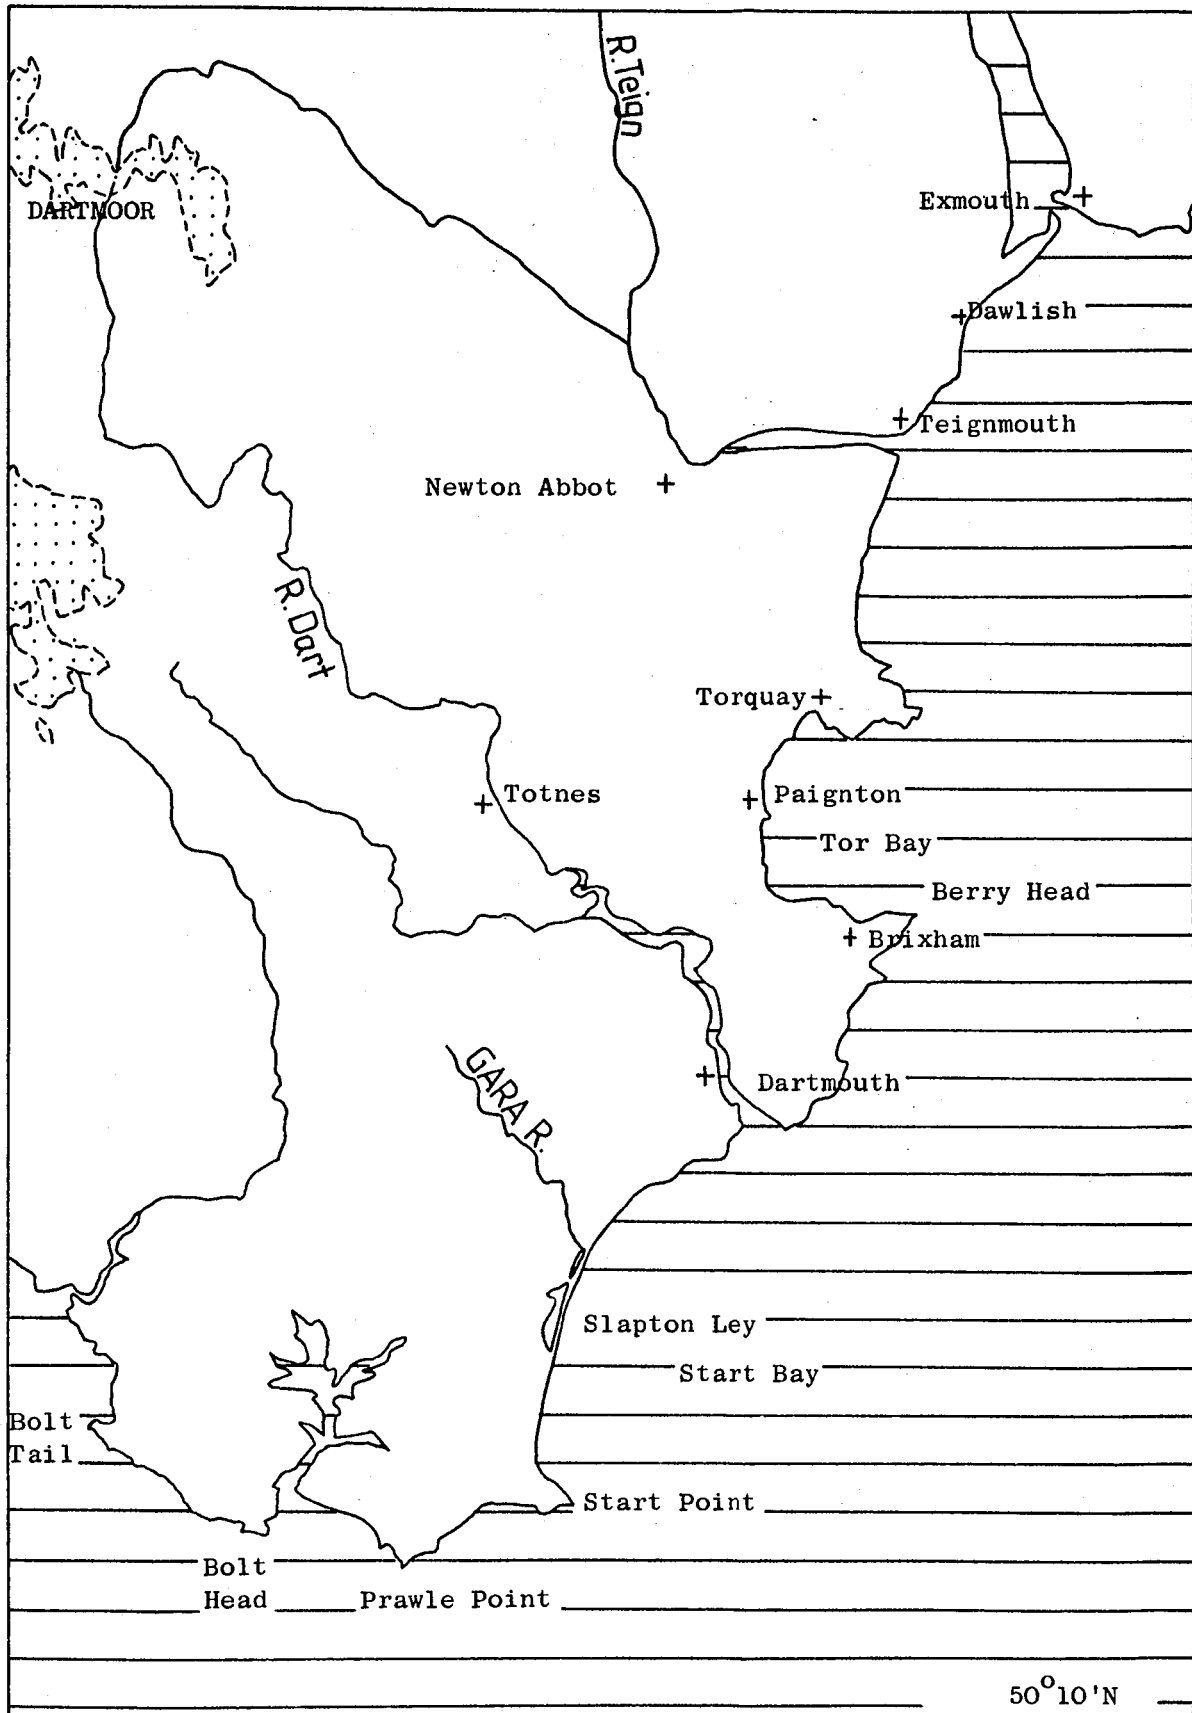 R.Teign
DARTMOOR
Exmouth
Dawlish
Teignmouth
Newton Abbot
R.Dart
Torquay
Totnes
Paignton
Tor Bay
Berry Head
Brixham
GARA R.
Dartmouth
Slapton Ley
Start Bay
Bolt
Tail
Start Point
Bolt
Head
Prawle Point
50°10'N